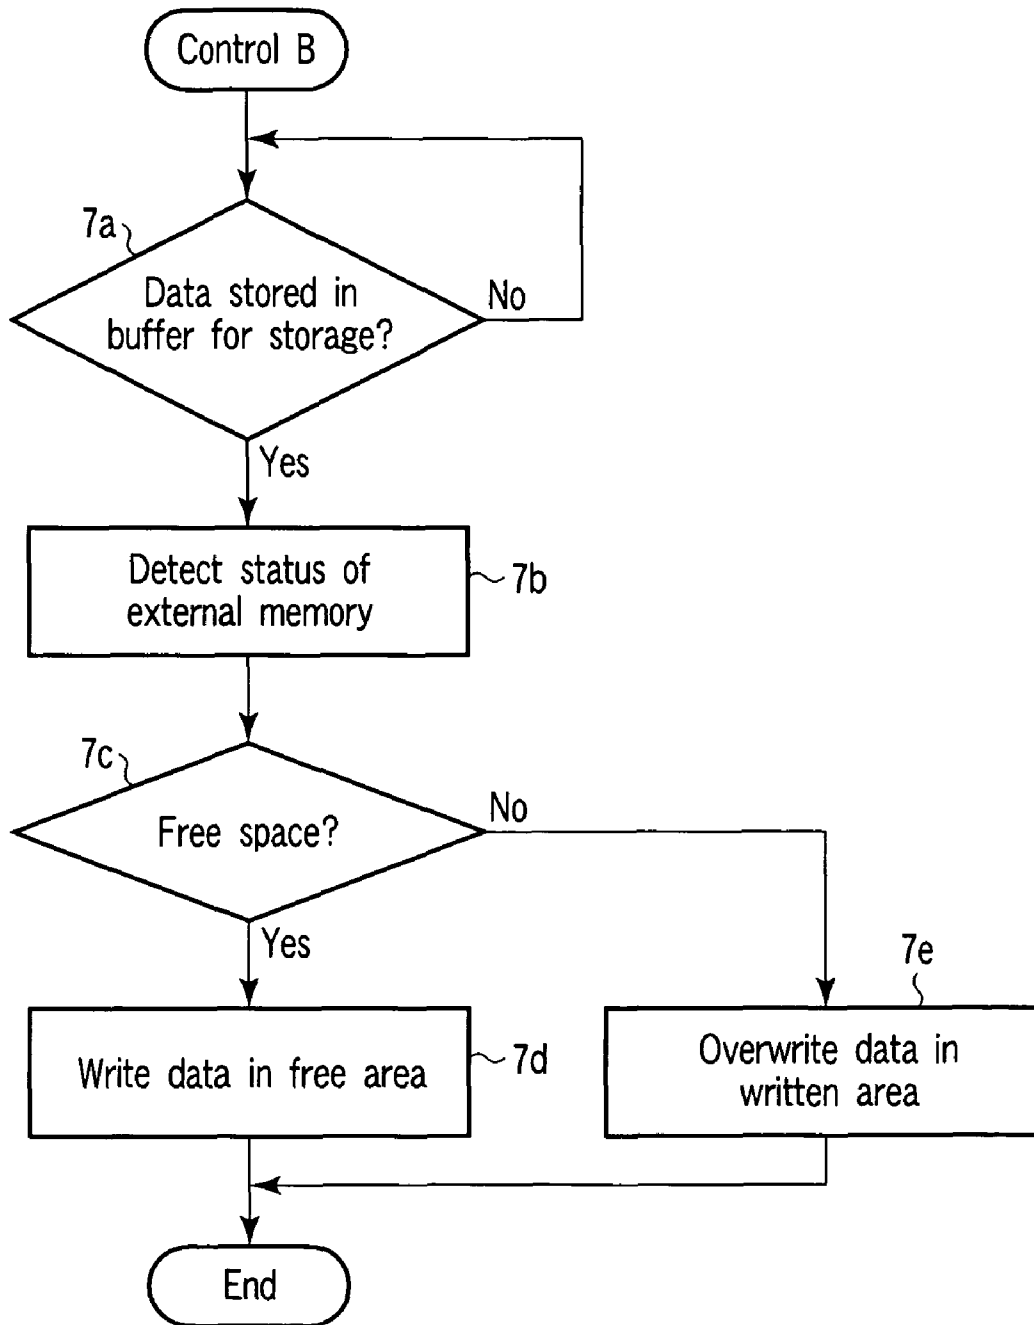 Control B
7a
Data stored in
buffer for storage?
No
Yes
Detect status of
external memory
7b
7c
Free space?
No
Yes
7e
Write data in free area
7d
Overwrite data in
written area
End